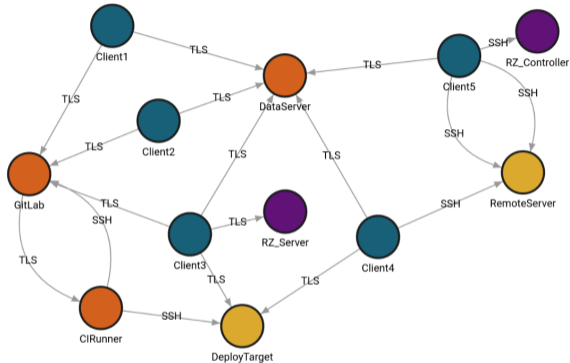 Client1
TLS
SSH
RZ_Controller
Client5
TLS
SSH
DataServer
TLS
TLS
Client2
TLS
SSH
TLS
TLS
TLS
RemoteServer
GitLab
TLS
SSH
SSH
TLS
RZ_Server
Client3
Client4
TLS
TLS
TLS
CIRunner
SSH
DeployTarget